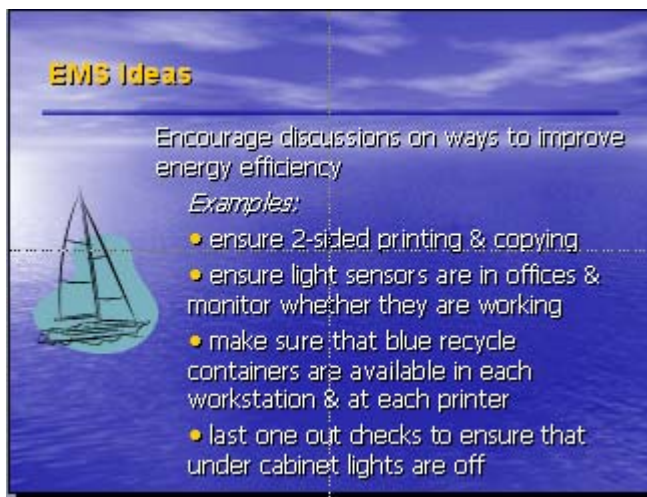 EMS Ideas
Encourage discussions on ways to improve
energy efficiency
Examples:
• ensure 2-sided printing & copying
• ensure light sensors are in offices &
monitor whether they are working
• make sure that blue recycle
containers are available in each
workstation & at each printer
• last one out checks to ensure that
under cabinet lights are off